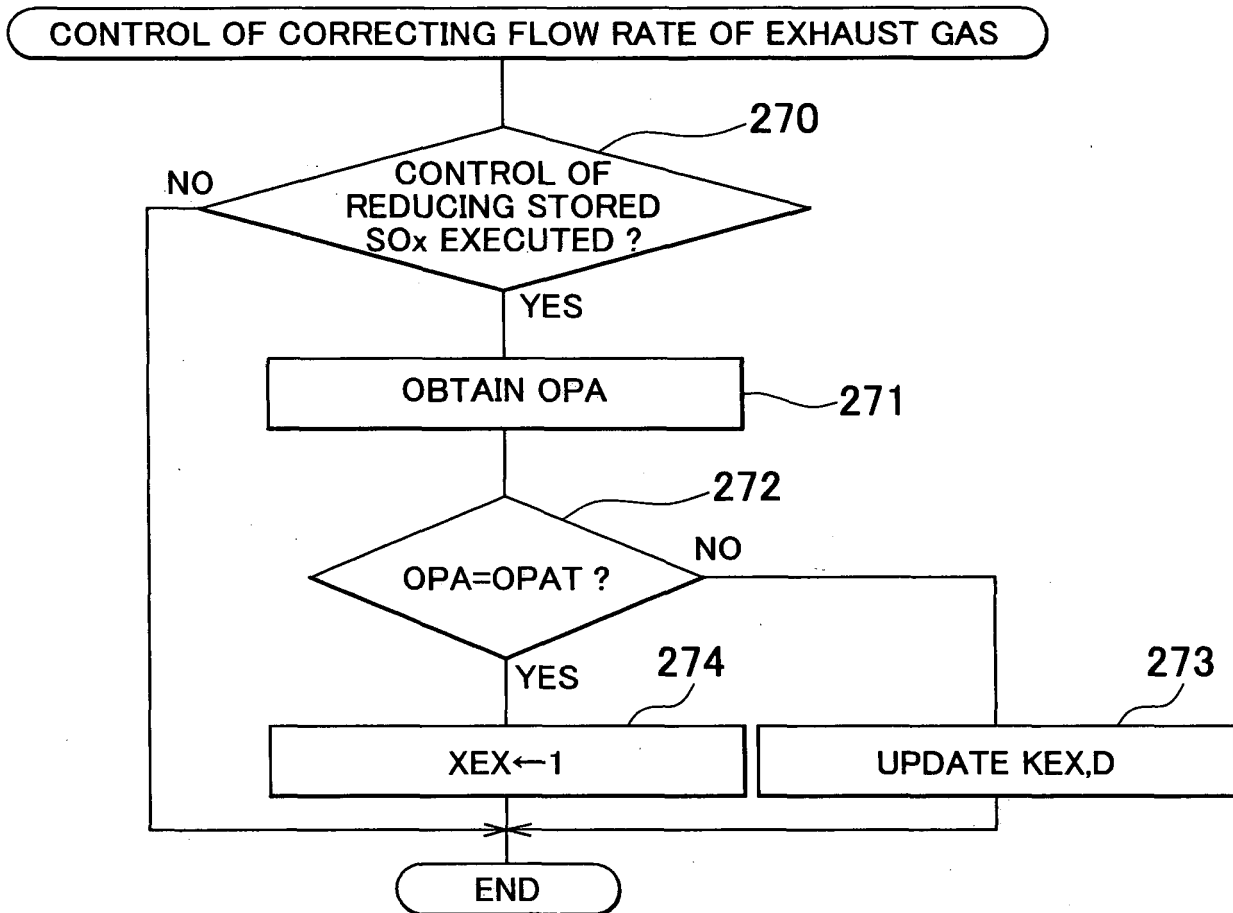 CONTROL OF CORRECTING FLOW RATE OF EXHAUST GAS
270
NO
CONTROL OF
REDUCING STORED
SOx EXECUTED ?
YES
OBTAIN OPA
271
272
NO
OPA=OPAT ?
YES
274
273
XEX←1
UPDATE KEX,D
END